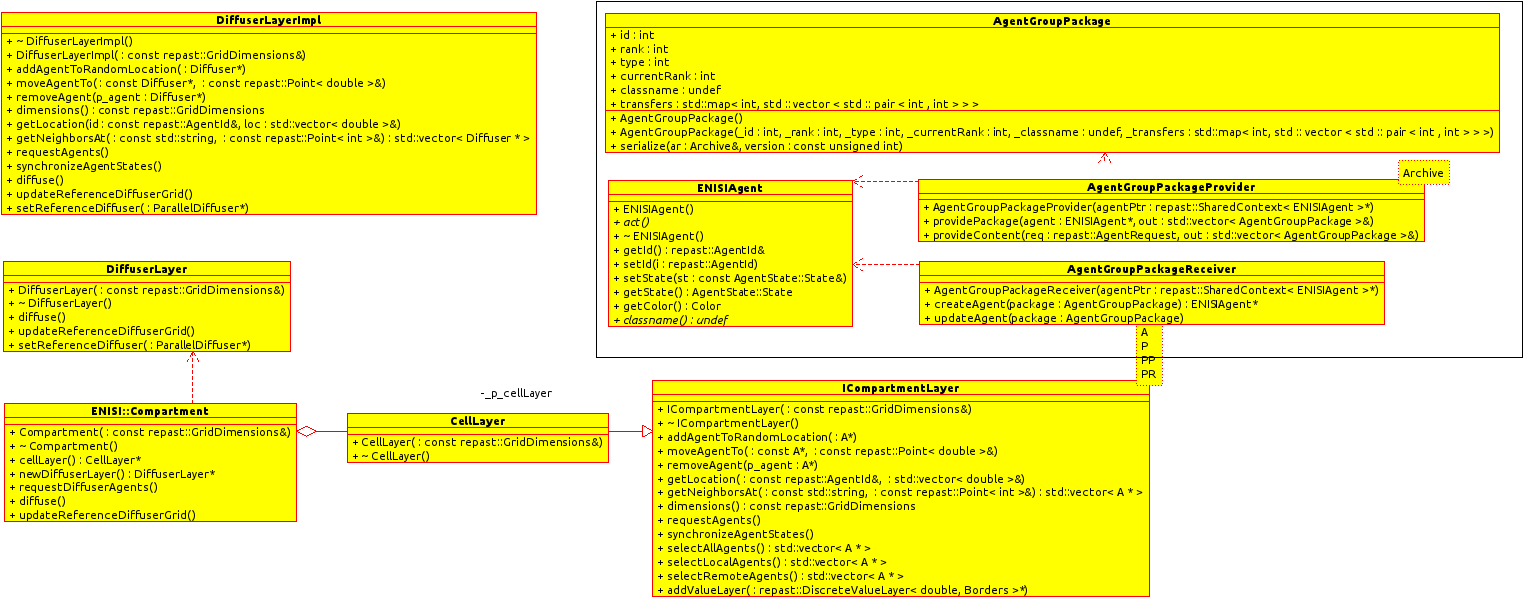 DiffuserLayerImpl
+ ~ DiffuserLayerImpl()
+ DiffuserLayerImpl( : const repast::GridDimensions&)
+ addAgentToRandomLocation( : Diffuser*)
+ moveAgentTo( : const Diffuser*,  : const repast::Point< double >&)
+ removeAgent(p_agent : Diffuser*)
+ dimensions() : const repast::GridDimensions
+ getLocation(id : const repast::AgentId&, loc : std::vector< double >&)
+ getNeighborsAt( : const std::string,  : const repast::Point< int >&) : std::vector< Diffuser * >
+ requestAgents()
+ synchronizeAgentStates()
+ diffuse()
+ updateReferenceDiffuserGrid()
+ setReferenceDiffuser( : ParallelDiffuser*)
AgentGroupPackage
+ id : int
+ rank : int
+ type : int
+ currentRank : int
+ classname : undef
+ transfers : std::map< int, std :: vector < std :: pair < int , int > > >
+ AgentGroupPackage()
+ AgentGroupPackage(_id : int, _rank : int, _type : int, _currentRank : int, _classname : undef, _transfers : std::map< int, std :: vector < std :: pair < int , int > > >)
+ serialize(ar : Archive&, version : const unsigned int)
Archive
ENISIAgent
+ ENISIAgent()
+ act()
+ ~ ENISIAgent()
+ getId() : repast::AgentId&
+ setId(i : repast::AgentId)
+ setState(st : const AgentState::State&)
+ getState() : AgentState::State
+ getColor() : Color
+ classname() : undef
AgentGroupPackageProvider
+ AgentGroupPackageProvider(agentPtr : repast::SharedContext< ENISIAgent >*)
+ providePackage(agent : ENISIAgent*, out : std::vector< AgentGroupPackage >&)
+ provideContent(req : repast::AgentRequest, out : std::vector< AgentGroupPackage >&)
AgentGroupPackageReceiver
+ AgentGroupPackageReceiver(agentPtr : repast::SharedContext< ENISIAgent >*)
+ createAgent(package : AgentGroupPackage) : ENISIAgent*
+ updateAgent(package : AgentGroupPackage)
DiffuserLayer
+ DiffuserLayer( : const repast::GridDimensions&)
+ ~ DiffuserLayer()
+ diffuse()
+ updateReferenceDiffuserGrid()
+ setReferenceDiffuser( : ParallelDiffuser*)
ENISI::Compartment
+ Compartment( : const repast::GridDimensions&)
+ ~ Compartment()
+ cellLayer() : CellLayer*
+ newDiffuserLayer() : DiffuserLayer*
+ requestDiffuserAgents()
+ diffuse()
+ updateReferenceDiffuserGrid()
-_p_cellLayer
CellLayer
+ CellLayer( : const repast::GridDimensions&)
+ ~ CellLayer()
A
P
PP
PR
ICompartmentLayer
+ ICompartmentLayer( : const repast::GridDimensions&)
+ ~ ICompartmentLayer()
+ addAgentToRandomLocation( : A*)
+ moveAgentTo( : const A*,  : const repast::Point< double >&)
+ removeAgent(p_agent : A*)
+ getLocation( : const repast::AgentId&,  : std::vector< double >&)
+ getNeighborsAt( : const std::string,  : const repast::Point< int >&) : std::vector< A * >
+ dimensions() : const repast::GridDimensions
+ requestAgents()
+ synchronizeAgentStates()
+ selectAllAgents() : std::vector< A * >
+ selectLocalAgents() : std::vector< A * >
+ selectRemoteAgents() : std::vector< A * >
+ addValueLayer( : repast::DiscreteValueLayer< double, Borders >*)